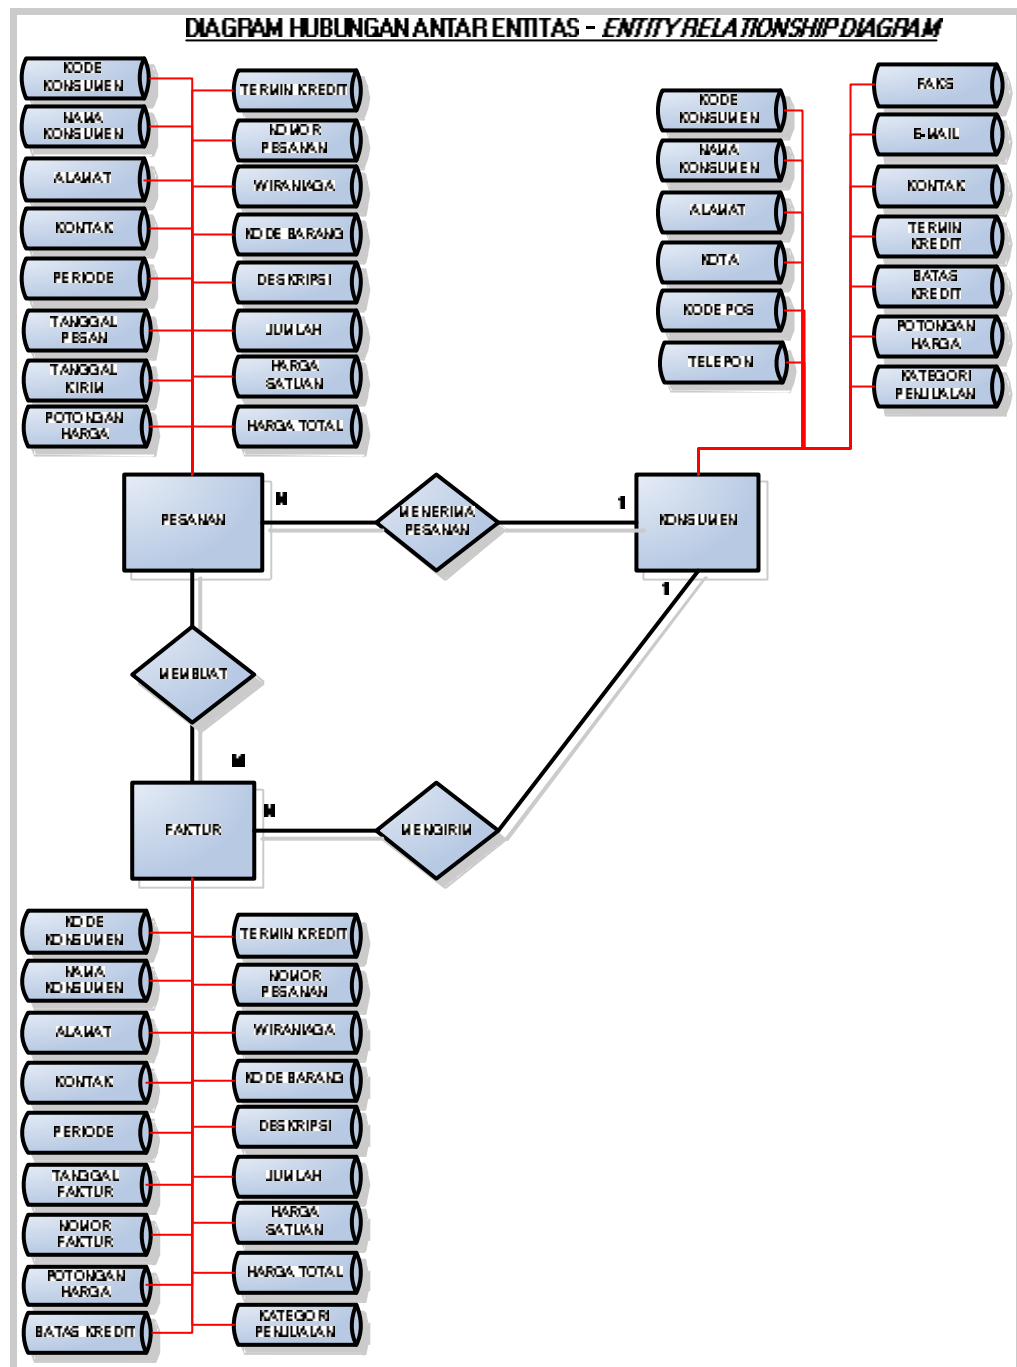 DIAGRAM HUBUNGAN ANTAR ENTITAS - ENTITY RELATIONSHIP DIAGRAM
KODE
KONSUMEN
NAMA
KONSUMEN
ALAMAT
KONTAK
PERIODE
TANGGAL
PESAN
TANGGAL
KIRIM
POTONGAN
HARGA
TERMIN KREDIT
NOMOR
PESANAN
WIRANIAGA
KODE BARANG
DESKRIPSI
JUMLAH
HARGA
SATUAN
HARGA TOTAL
KODE
KONSUMEN
NAMA
KONSUMEN
ALAMAT
KOTA
KODE POS
TELEPON
FAKS
E-MAIL
KONTAK
TERMIN
KREDIT
BATAS
KREDIT
POTONGAN
HARGA
KATEGORI
PENJUALAN
PESANAN
M
MENERIMA
PESANAN
1
KONSUMEN
1
MEMBUAT
M
FAKTUR
M
MENGIRIM
KODE
KONSUMEN
NAMA
KONSUMEN
ALAMAT
KONTAK
PERIODE
TANGGAL
FAKTUR
NOMOR
FAKTUR
POTONGAN
HARGA
BATAS KREDIT
TERMIN KREDIT
NOMOR
PESANAN
WIRANIAGA
KODE BARANG
DESKRIPSI
JUMLAH
HARGA
SATUAN
HARGA TOTAL
KATEGORI
PENJUALAN